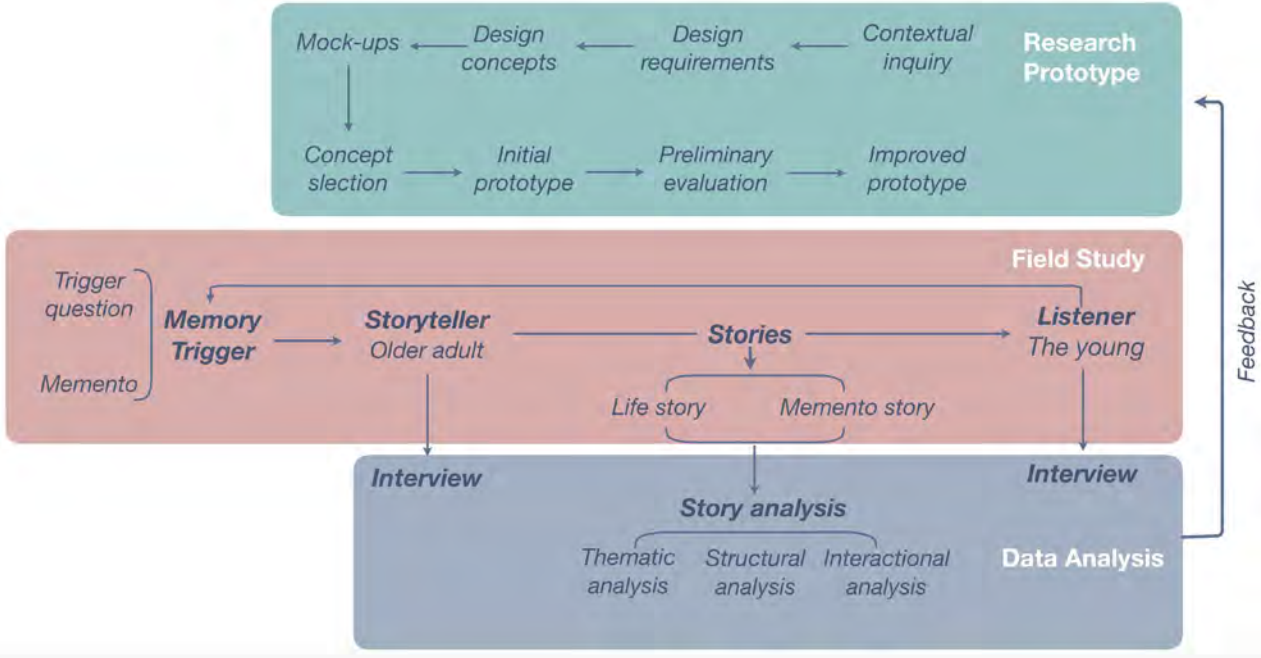 Research
Prototype
Contextual
inquiry
Design
requirements
Design
concepts
Mock-ups
Concept
slection
Initial
prototype
Preliminary
evaluation
Improved
prototype
Field Study
Trigger
question
Memento
Memory
Trigger
Storyteller
Older adult
Stories
Listener
The young
Life story
Memento story
Feedback
Interview
Interview
Story analysis
Thematic
analysis
Structural
analysis
Interactional
analysis
Data Analysis